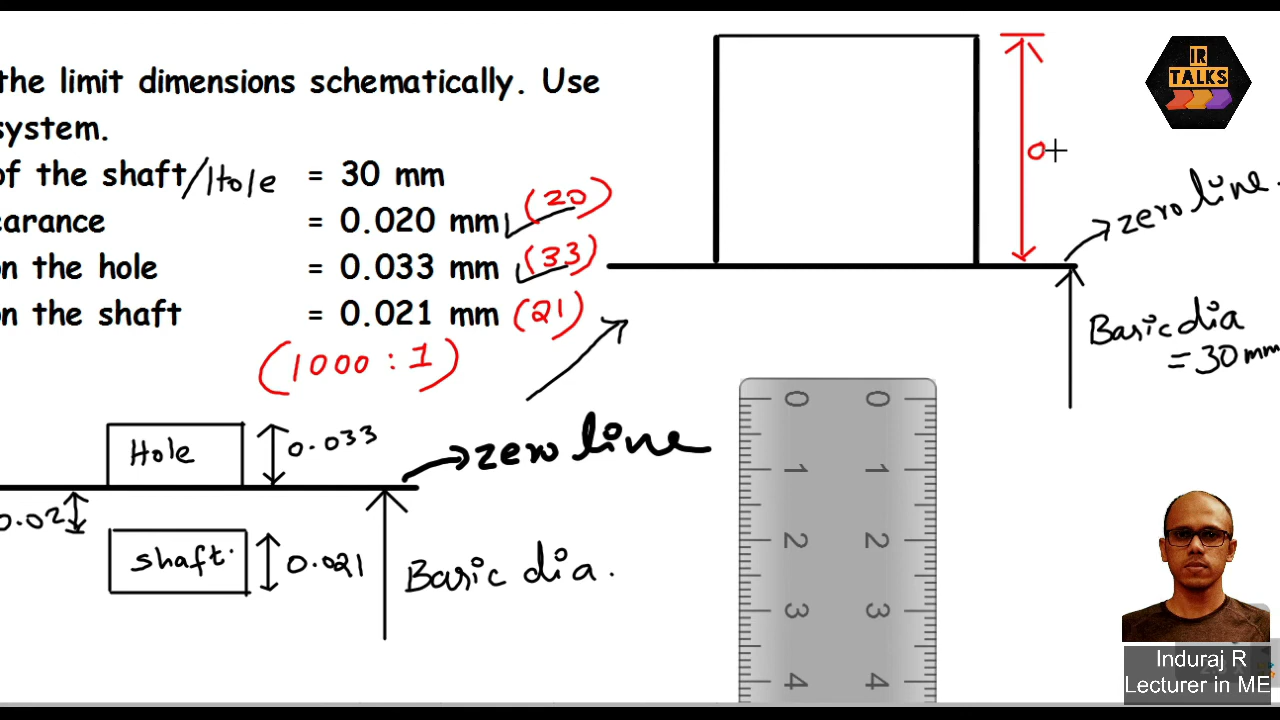 the limit dimensions schematically. Use
system.
of the shaft/Hole = 30 mm
earance = 0.020 mm (20)
on the hole = 0.033 mm (33)
on the shaft = 0.021 mm (21)
(1000 : 1)
Hole
0.033
zero line
0.02
shaft.
0.021
Basic dia.
0
zero line.
Basic dia
= 30 mm
0 0
1 1
2 2
3 3
4 4
IR
TALKS
Induraj R
Lecturer in ME